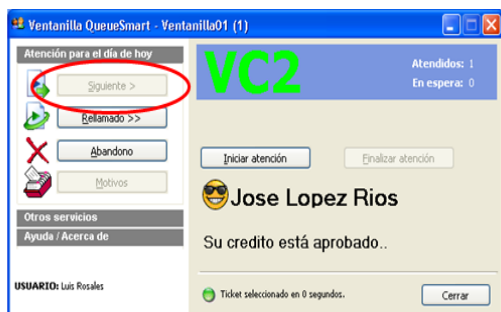 Ventanilla QueueSmart - Ventanilla01 (1)
Atención para el día de hoy
Siguiente >
Rellamado >>
Abandono
Motivos
Otros servicios
Ayuda / Acerca de
USUARIO: Luis Rosales
VC2
Atendidos: 1
En espera: 0
Iniciar atención
Finalizar atención
Jose Lopez Rios
Su credito está aprobado..
Ticket seleccionado en 0 segundos.
Cerrar